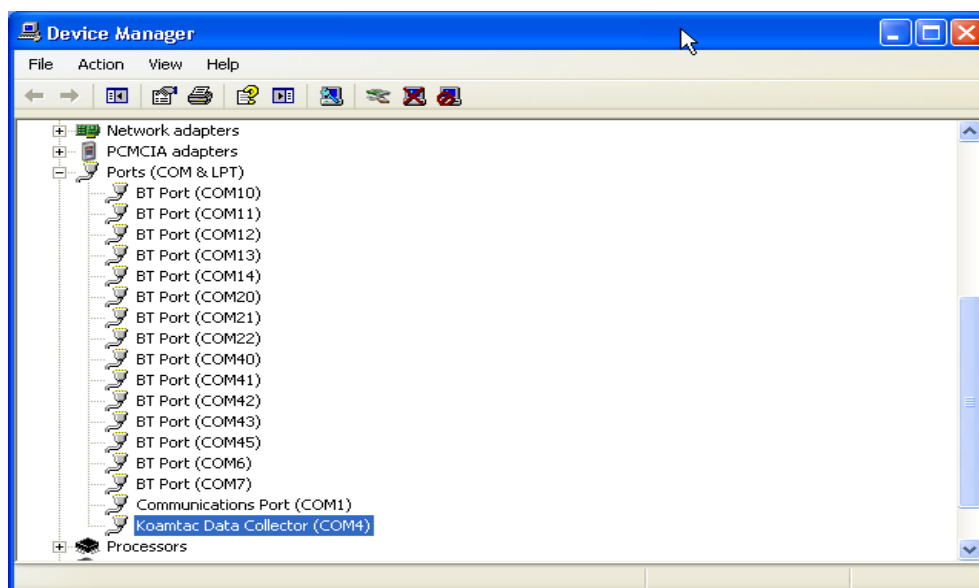 Device Manager
File Action View Help
Network adapters
PCMCIA adapters
Ports (COM & LPT)
BT Port (COM10)
BT Port (COM11)
BT Port (COM12)
BT Port (COM13)
BT Port (COM14)
BT Port (COM20)
BT Port (COM21)
BT Port (COM22)
BT Port (COM40)
BT Port (COM41)
BT Port (COM42)
BT Port (COM43)
BT Port (COM45)
BT Port (COM6)
BT Port (COM7)
Communications Port (COM1)
Koamtac Data Collector (COM4)
Processors